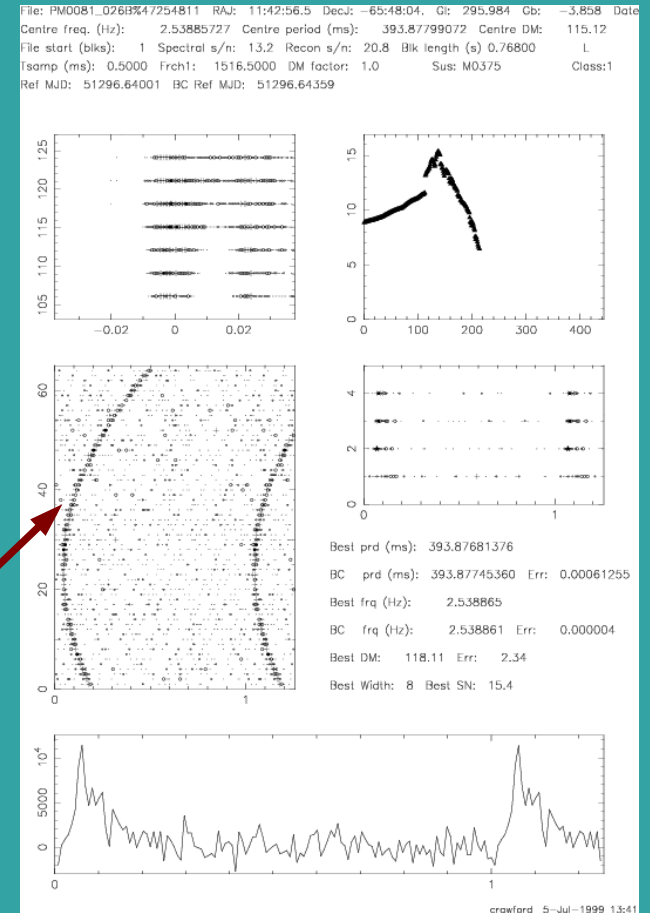 File: PM0081_026B%47254811 RAJ: 11:42:56.5 DecJ: -65:48:04. Gl: 295.984 Gb: -3.858 Date
Centre freq. (Hz): 2.53885727 Centre period (ms): 393.87799072 Centre DM: 115.12
File start (blks): 1 Spectral s/n: 13.2 Recon s/n: 20.8 Blk length (s) 0.76800 L
Tsamp (ms): 0.5000 Frch1: 1516.5000 DM factor: 1.0 Sus: M0375 Class:1
Ref MJD: 51296.64001 BC Ref MJD: 51296.64359
125
120
115
110
105
-0.02 0 0.02
15
10
5
0
0 100 200 300 400
60
40
20
0
0 1
4
2
0
0 1
Best prd (ms): 393.87681376
BC prd (ms): 393.87745360 Err: 0.00061255
Best frq (Hz): 2.538865
BC frq (Hz): 2.538861 Err: 0.000004
Best DM: 118.11 Err: 2.34
Best Width: 8 Best SN: 15.4
10⁴
5000
0
0 1
crawford 5-Jul-1999 13:41